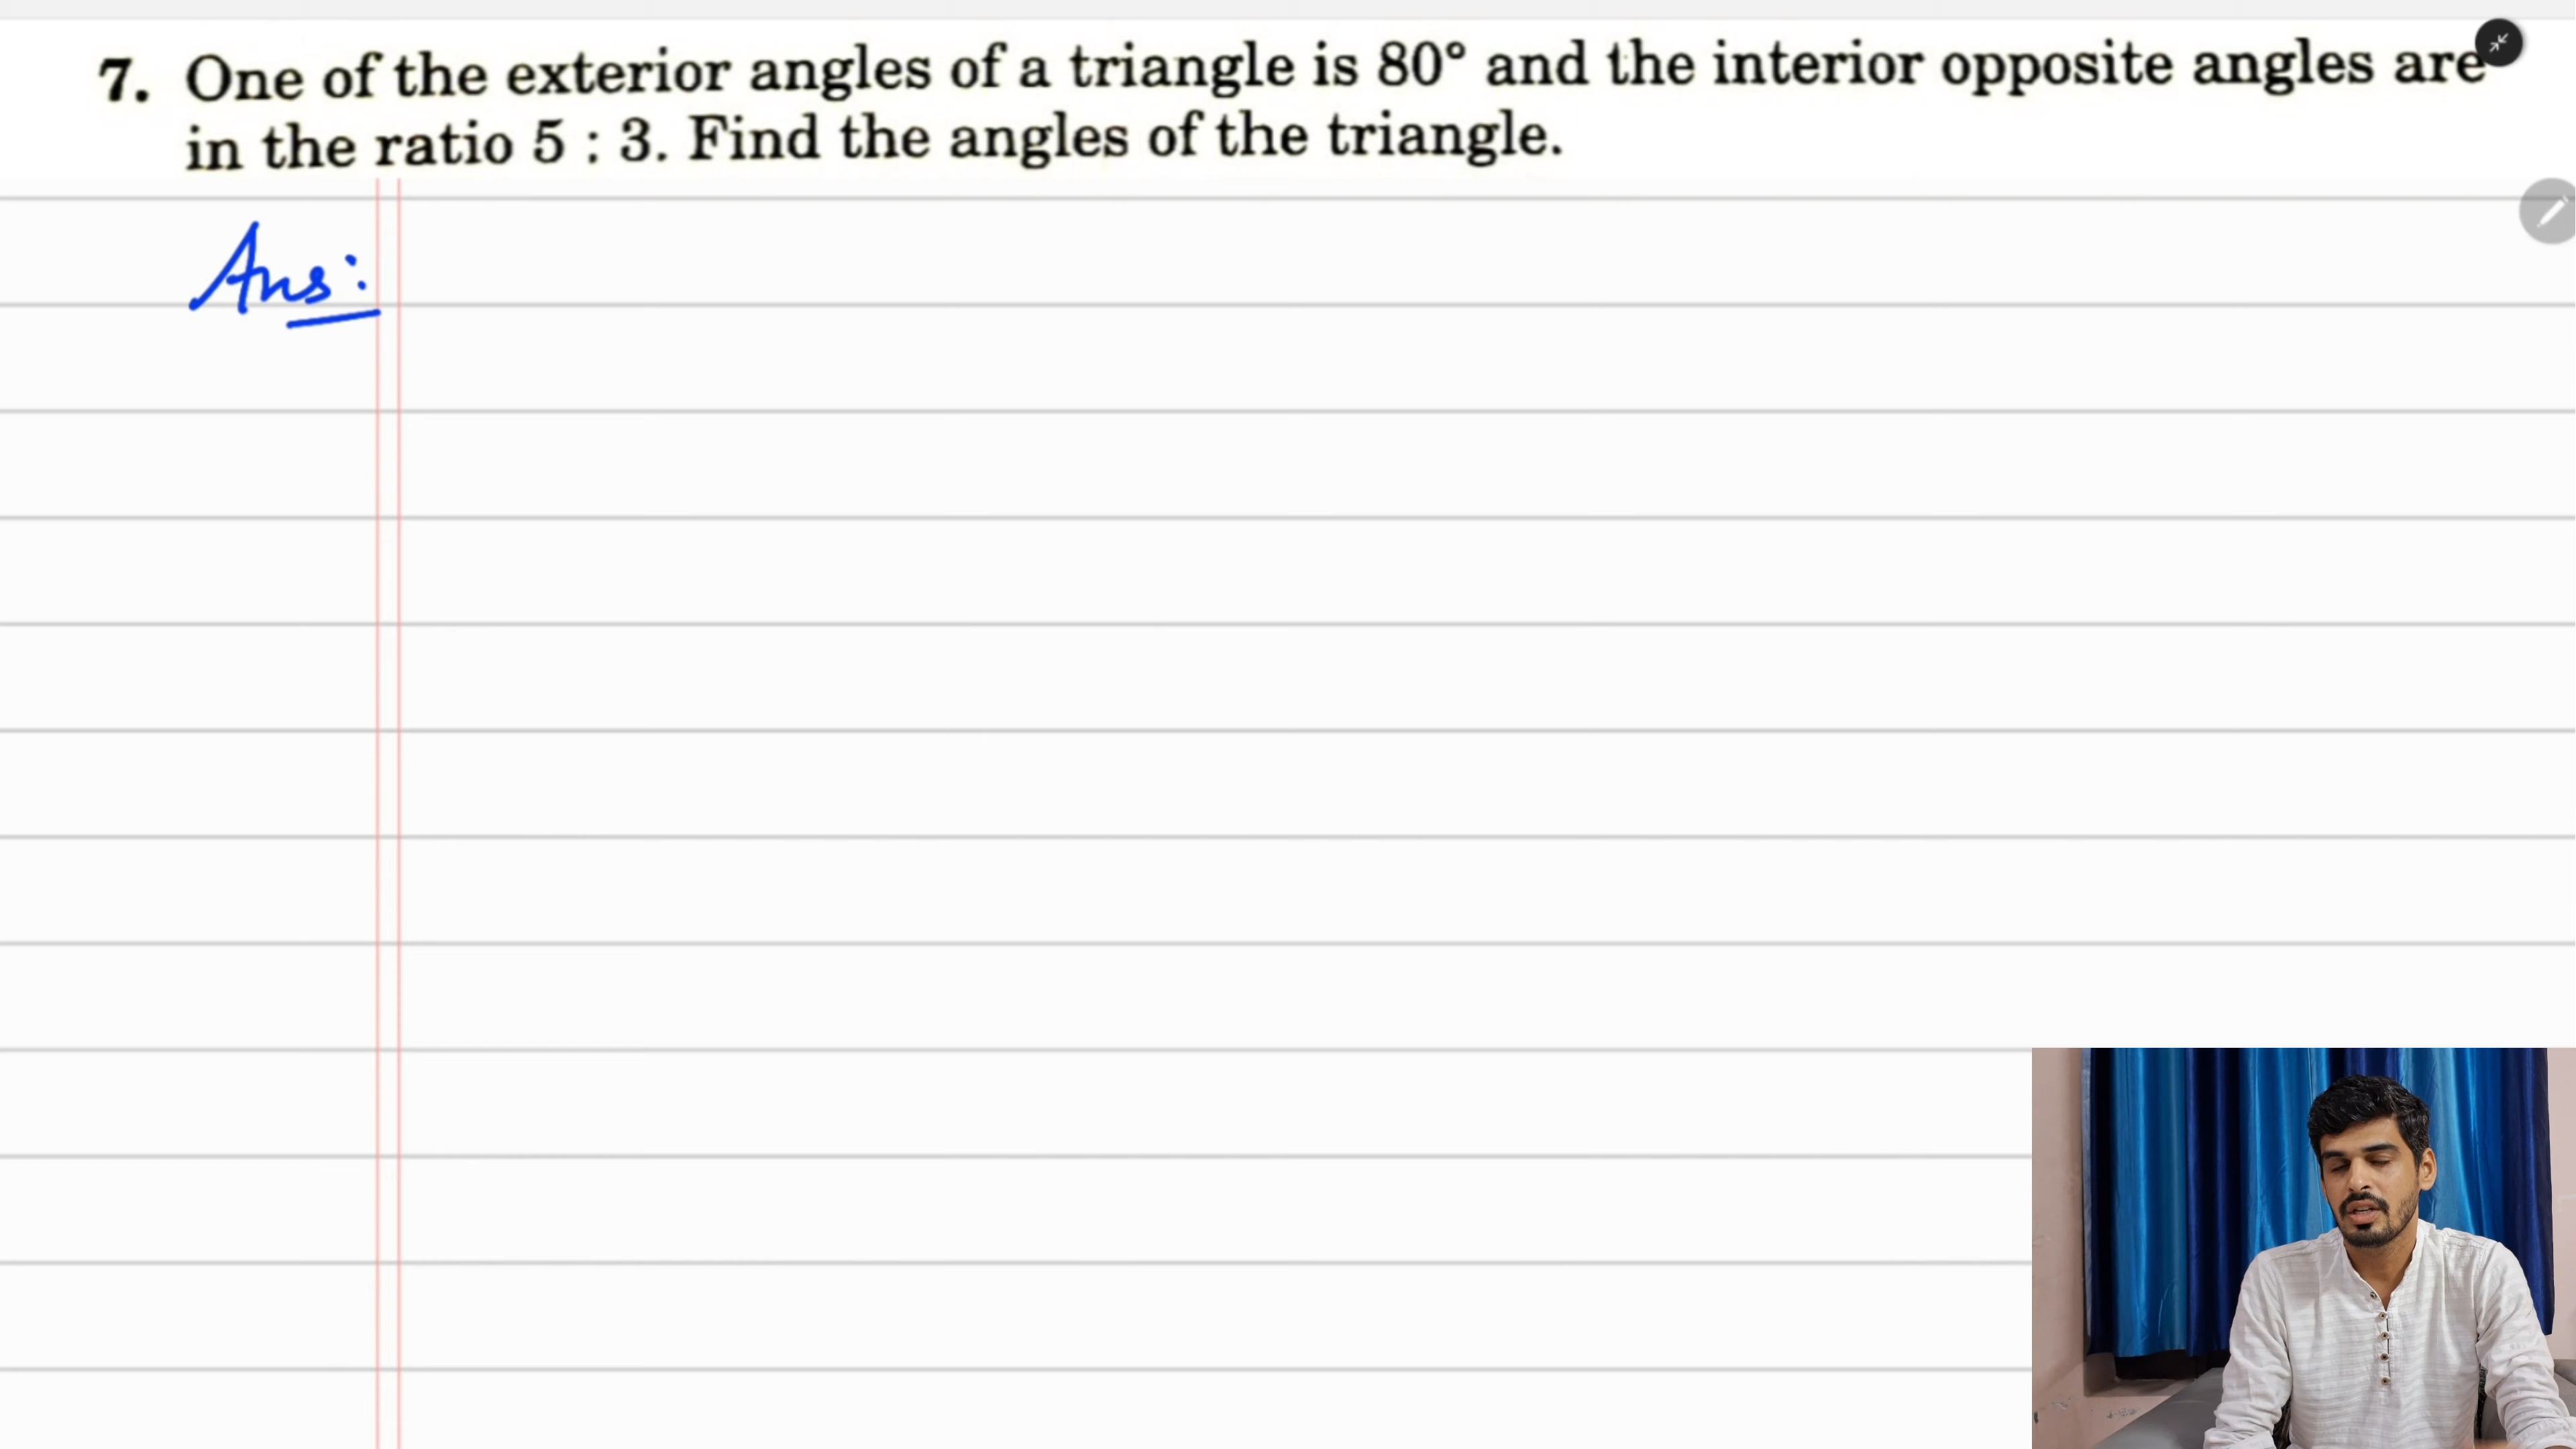 7. One of the exterior angles of a triangle is 80° and the interior opposite angles are
in the ratio 5 : 3. Find the angles of the triangle.
Ans: